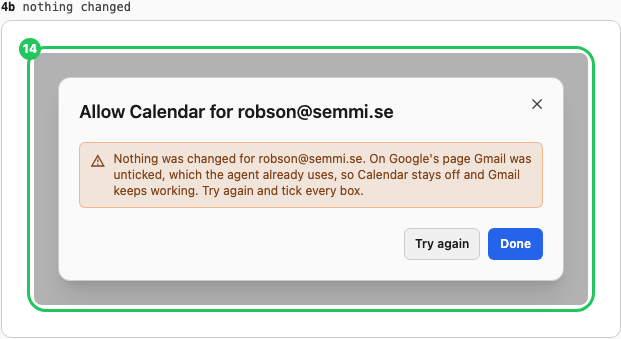 4b nothing changed
14
Allow Calendar for robson@semmi.se
Nothing was changed for robson@semmi.se. On Google's page Gmail was
unticked, which the agent already uses, so Calendar stays off and Gmail
keeps working. Try again and tick every box.
Try again
Done